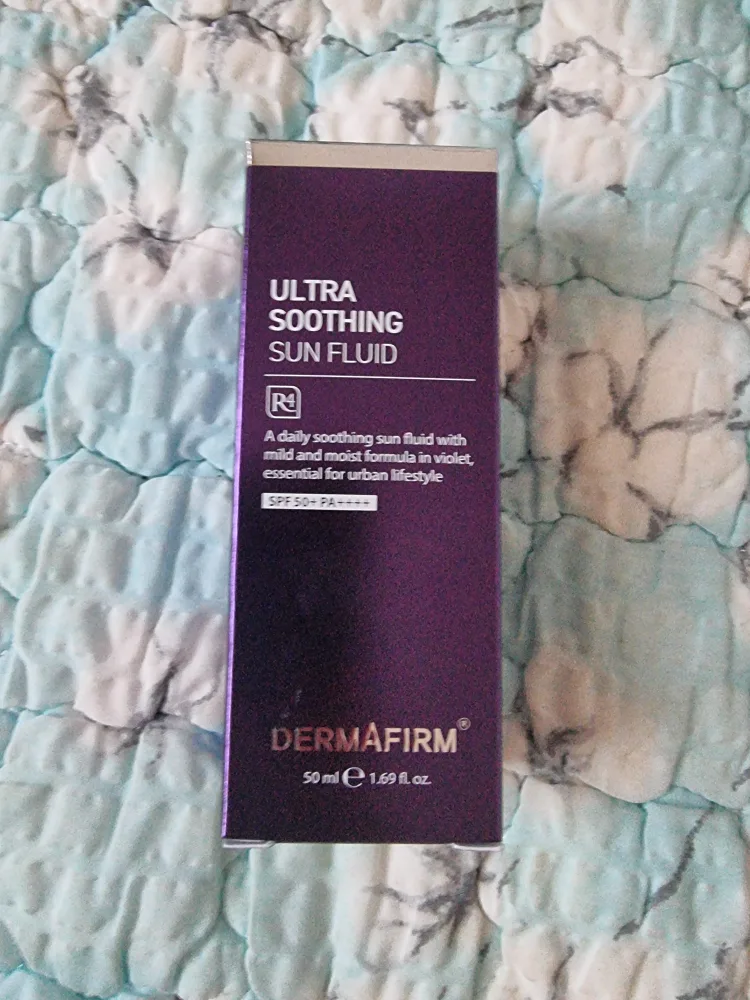 ULTRA
SOOTHING
SUN FLUID
R4
A daily soothing sun fluid with
mild and moist formula in violet,
essential for urban lifestyle
SPF 50+ PA++++
DERMAFIRM®
50 ml ℮ 1.69 fl. oz.